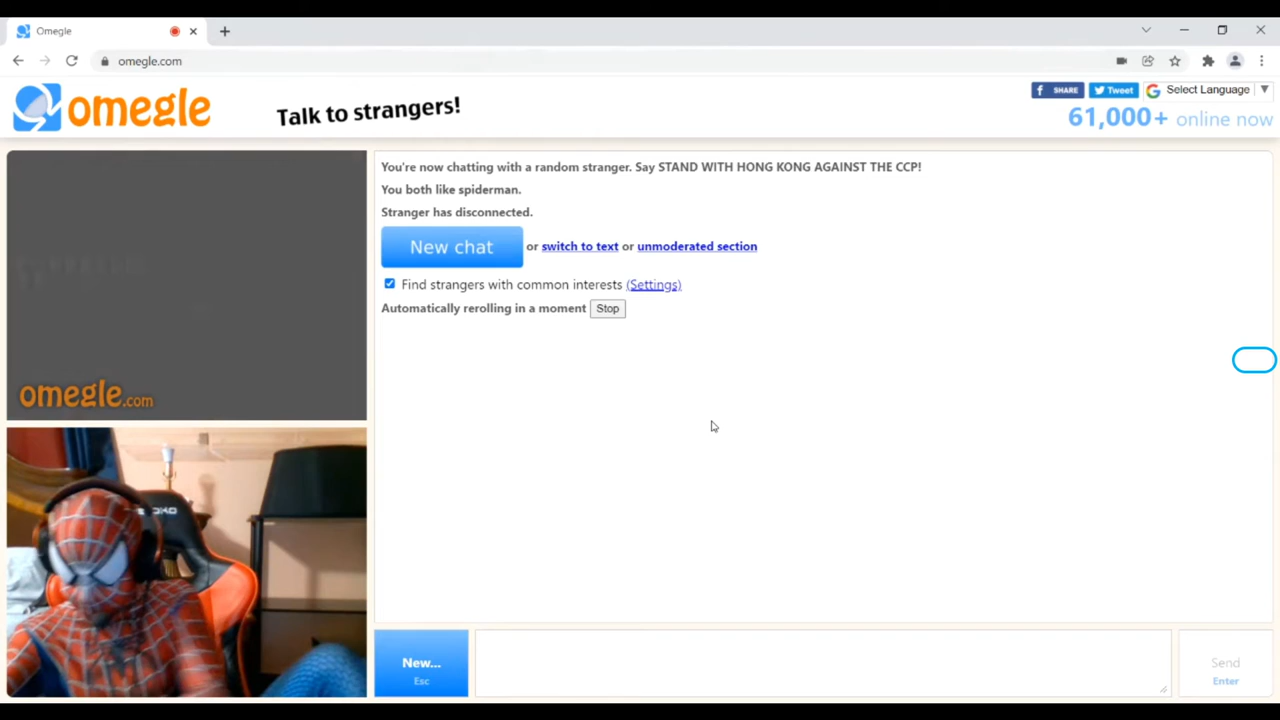 Omegle
omegle.com
omegle
Talk to strangers!
SHARE
Tweet
Select Language
61,000+ online now
You're now chatting with a random stranger. Say STAND WITH HONG KONG AGAINST THE CCP!
You both like spiderman.
Stranger has disconnected.
New chat or switch to text or unmoderated section
Find strangers with common interests (Settings)
Automatically rerolling in a moment Stop
omegle.com
New...
Esc
Send
Enter